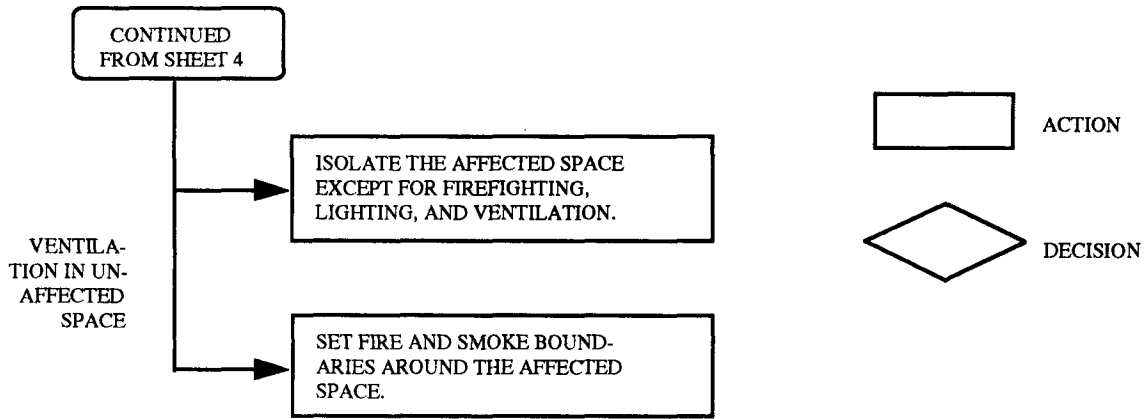 CONTINUED
FROM SHEET 4
ISOLATE THE AFFECTED SPACE
EXCEPT FOR FIREFIGHTING,
LIGHTING, AND VENTILATION.
VENTILA-
TION IN UN-
AFFECTED
SPACE
SET FIRE AND SMOKE BOUND-
ARIES AROUND THE AFFECTED
SPACE.
ACTION
DECISION